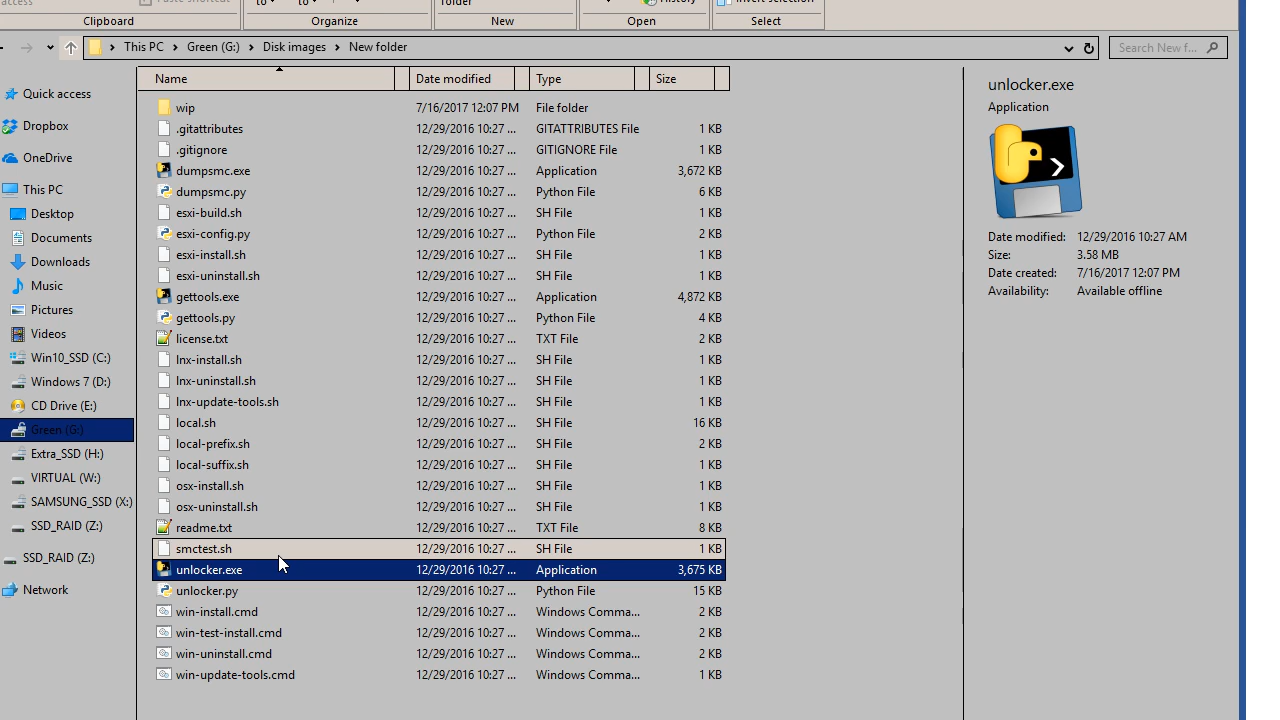 access Paste shortcut to to folder History Invert selection
Clipboard Organize New Open Select
This PC Green (G:) Disk images New folder Search New f...
Name Date modified Type Size
Quick access
Dropbox
OneDrive
This PC
Desktop
Documents
Downloads
Music
Pictures
Videos
Win10_SSD (C:)
Windows 7 (D:)
CD Drive (E:)
Green (G:)
Extra_SSD (H:)
VIRTUAL (W:)
SAMSUNG_SSD (X:)
SSD_RAID (Z:)
SSD_RAID (Z:)
Network
wip 7/16/2017 12:07 PM File folder
.gitattributes 12/29/2016 10:27 ... GITATTRIBUTES File 1 KB
.gitignore 12/29/2016 10:27 ... GITIGNORE File 1 KB
dumpsmc.exe 12/29/2016 10:27 ... Application 3,672 KB
dumpsmc.py 12/29/2016 10:27 ... Python File 6 KB
esxi-build.sh 12/29/2016 10:27 ... SH File 1 KB
esxi-config.py 12/29/2016 10:27 ... Python File 2 KB
esxi-install.sh 12/29/2016 10:27 ... SH File 1 KB
esxi-uninstall.sh 12/29/2016 10:27 ... SH File 1 KB
gettools.exe 12/29/2016 10:27 ... Application 4,872 KB
gettools.py 12/29/2016 10:27 ... Python File 4 KB
license.txt 12/29/2016 10:27 ... TXT File 2 KB
lnx-install.sh 12/29/2016 10:27 ... SH File 1 KB
lnx-uninstall.sh 12/29/2016 10:27 ... SH File 1 KB
lnx-update-tools.sh 12/29/2016 10:27 ... SH File 1 KB
local.sh 12/29/2016 10:27 ... SH File 16 KB
local-prefix.sh 12/29/2016 10:27 ... SH File 2 KB
local-suffix.sh 12/29/2016 10:27 ... SH File 1 KB
osx-install.sh 12/29/2016 10:27 ... SH File 1 KB
osx-uninstall.sh 12/29/2016 10:27 ... SH File 1 KB
readme.txt 12/29/2016 10:27 ... TXT File 8 KB
smctest.sh 12/29/2016 10:27 ... SH File 1 KB
unlocker.exe 12/29/2016 10:27 ... Application 3,675 KB
unlocker.py 12/29/2016 10:27 ... Python File 15 KB
win-install.cmd 12/29/2016 10:27 ... Windows Comma... 2 KB
win-test-install.cmd 12/29/2016 10:27 ... Windows Comma... 2 KB
win-uninstall.cmd 12/29/2016 10:27 ... Windows Comma... 2 KB
win-update-tools.cmd 12/29/2016 10:27 ... Windows Comma... 1 KB
unlocker.exe
Application
Date modified: 12/29/2016 10:27 AM
Size: 3.58 MB
Date created: 7/16/2017 12:07 PM
Availability: Available offline